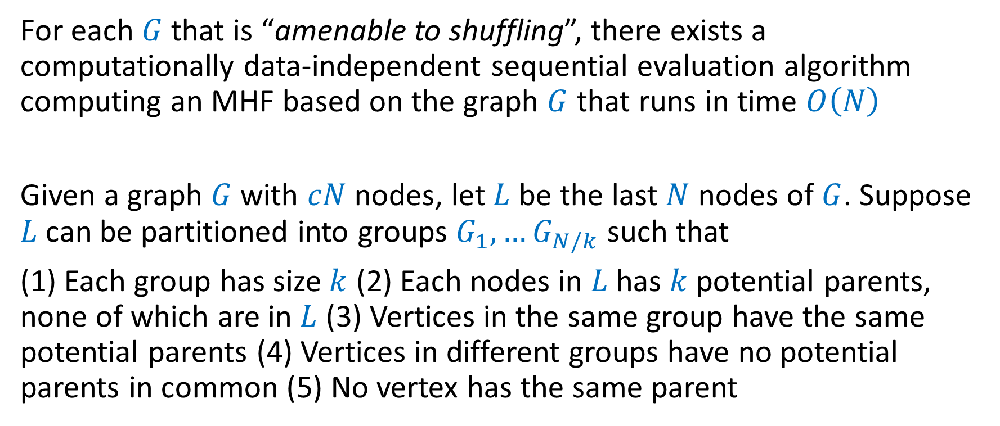 For each G that is “amenable to shuffling”, there exists a
computationally data-independent sequential evaluation algorithm
computing an MHF based on the graph G that runs in time O(N)
Given a graph G with cN nodes, let L be the last N nodes of G. Suppose
L can be partitioned into groups G₁, … G_{N/k} such that
(1) Each group has size k (2) Each nodes in L has k potential parents,
none of which are in L (3) Vertices in the same group have the same
potential parents (4) Vertices in different groups have no potential
parents in common (5) No vertex has the same parent